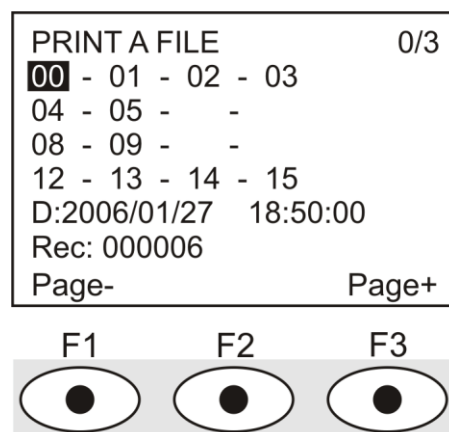 PRINT A FILE 0/3
00 - 01 - 02 - 03
04 - 05 - -
08 - 09 - -
12 - 13 - 14 - 15
D:2006/01/27 18:50:00
Rec: 000006
Page- Page+
F1 F2 F3